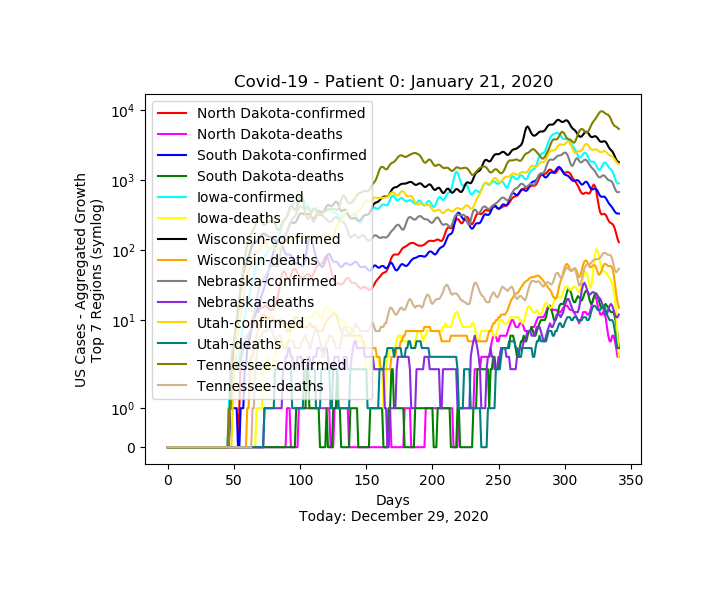 Covid-19 - Patient 0: January 21, 2020
US Cases - Aggregated Growth
Top 7 Regions (symlog)
10^4
10^3
10^2
10^1
10^0
0
North Dakota-confirmed
North Dakota-deaths
South Dakota-confirmed
South Dakota-deaths
Iowa-confirmed
Iowa-deaths
Wisconsin-confirmed
Wisconsin-deaths
Nebraska-confirmed
Nebraska-deaths
Utah-confirmed
Utah-deaths
Tennessee-confirmed
Tennessee-deaths
0 50 100 150 200 250 300 350
Days
Today: December 29, 2020